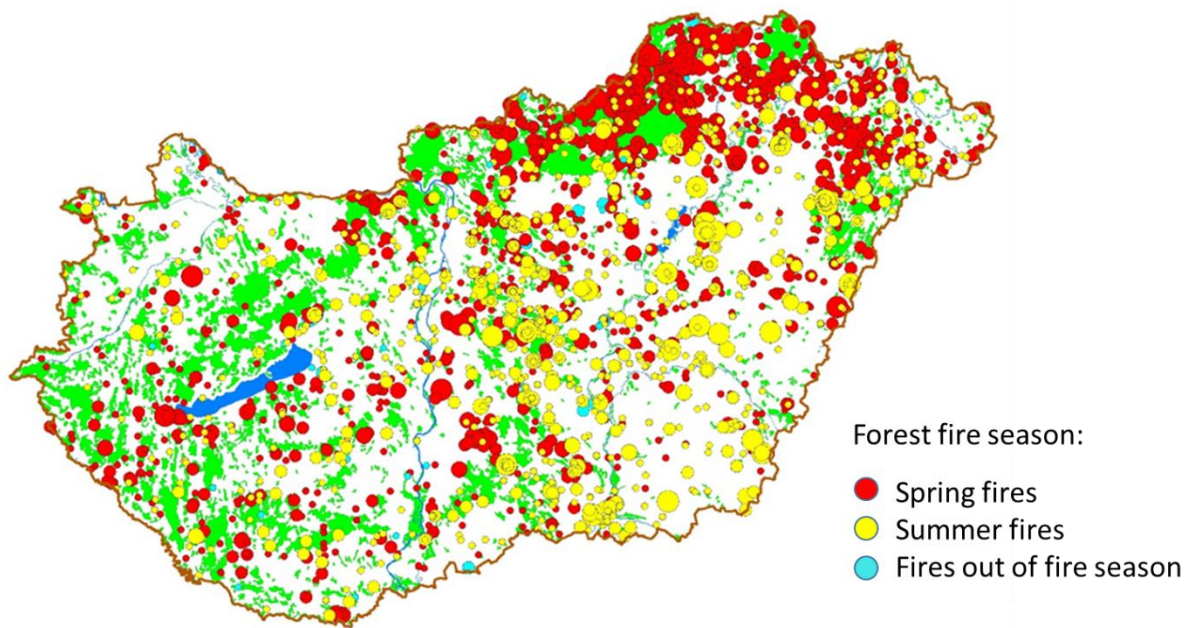 Forest fire season:
Spring fires
Summer fires
Fires out of fire season